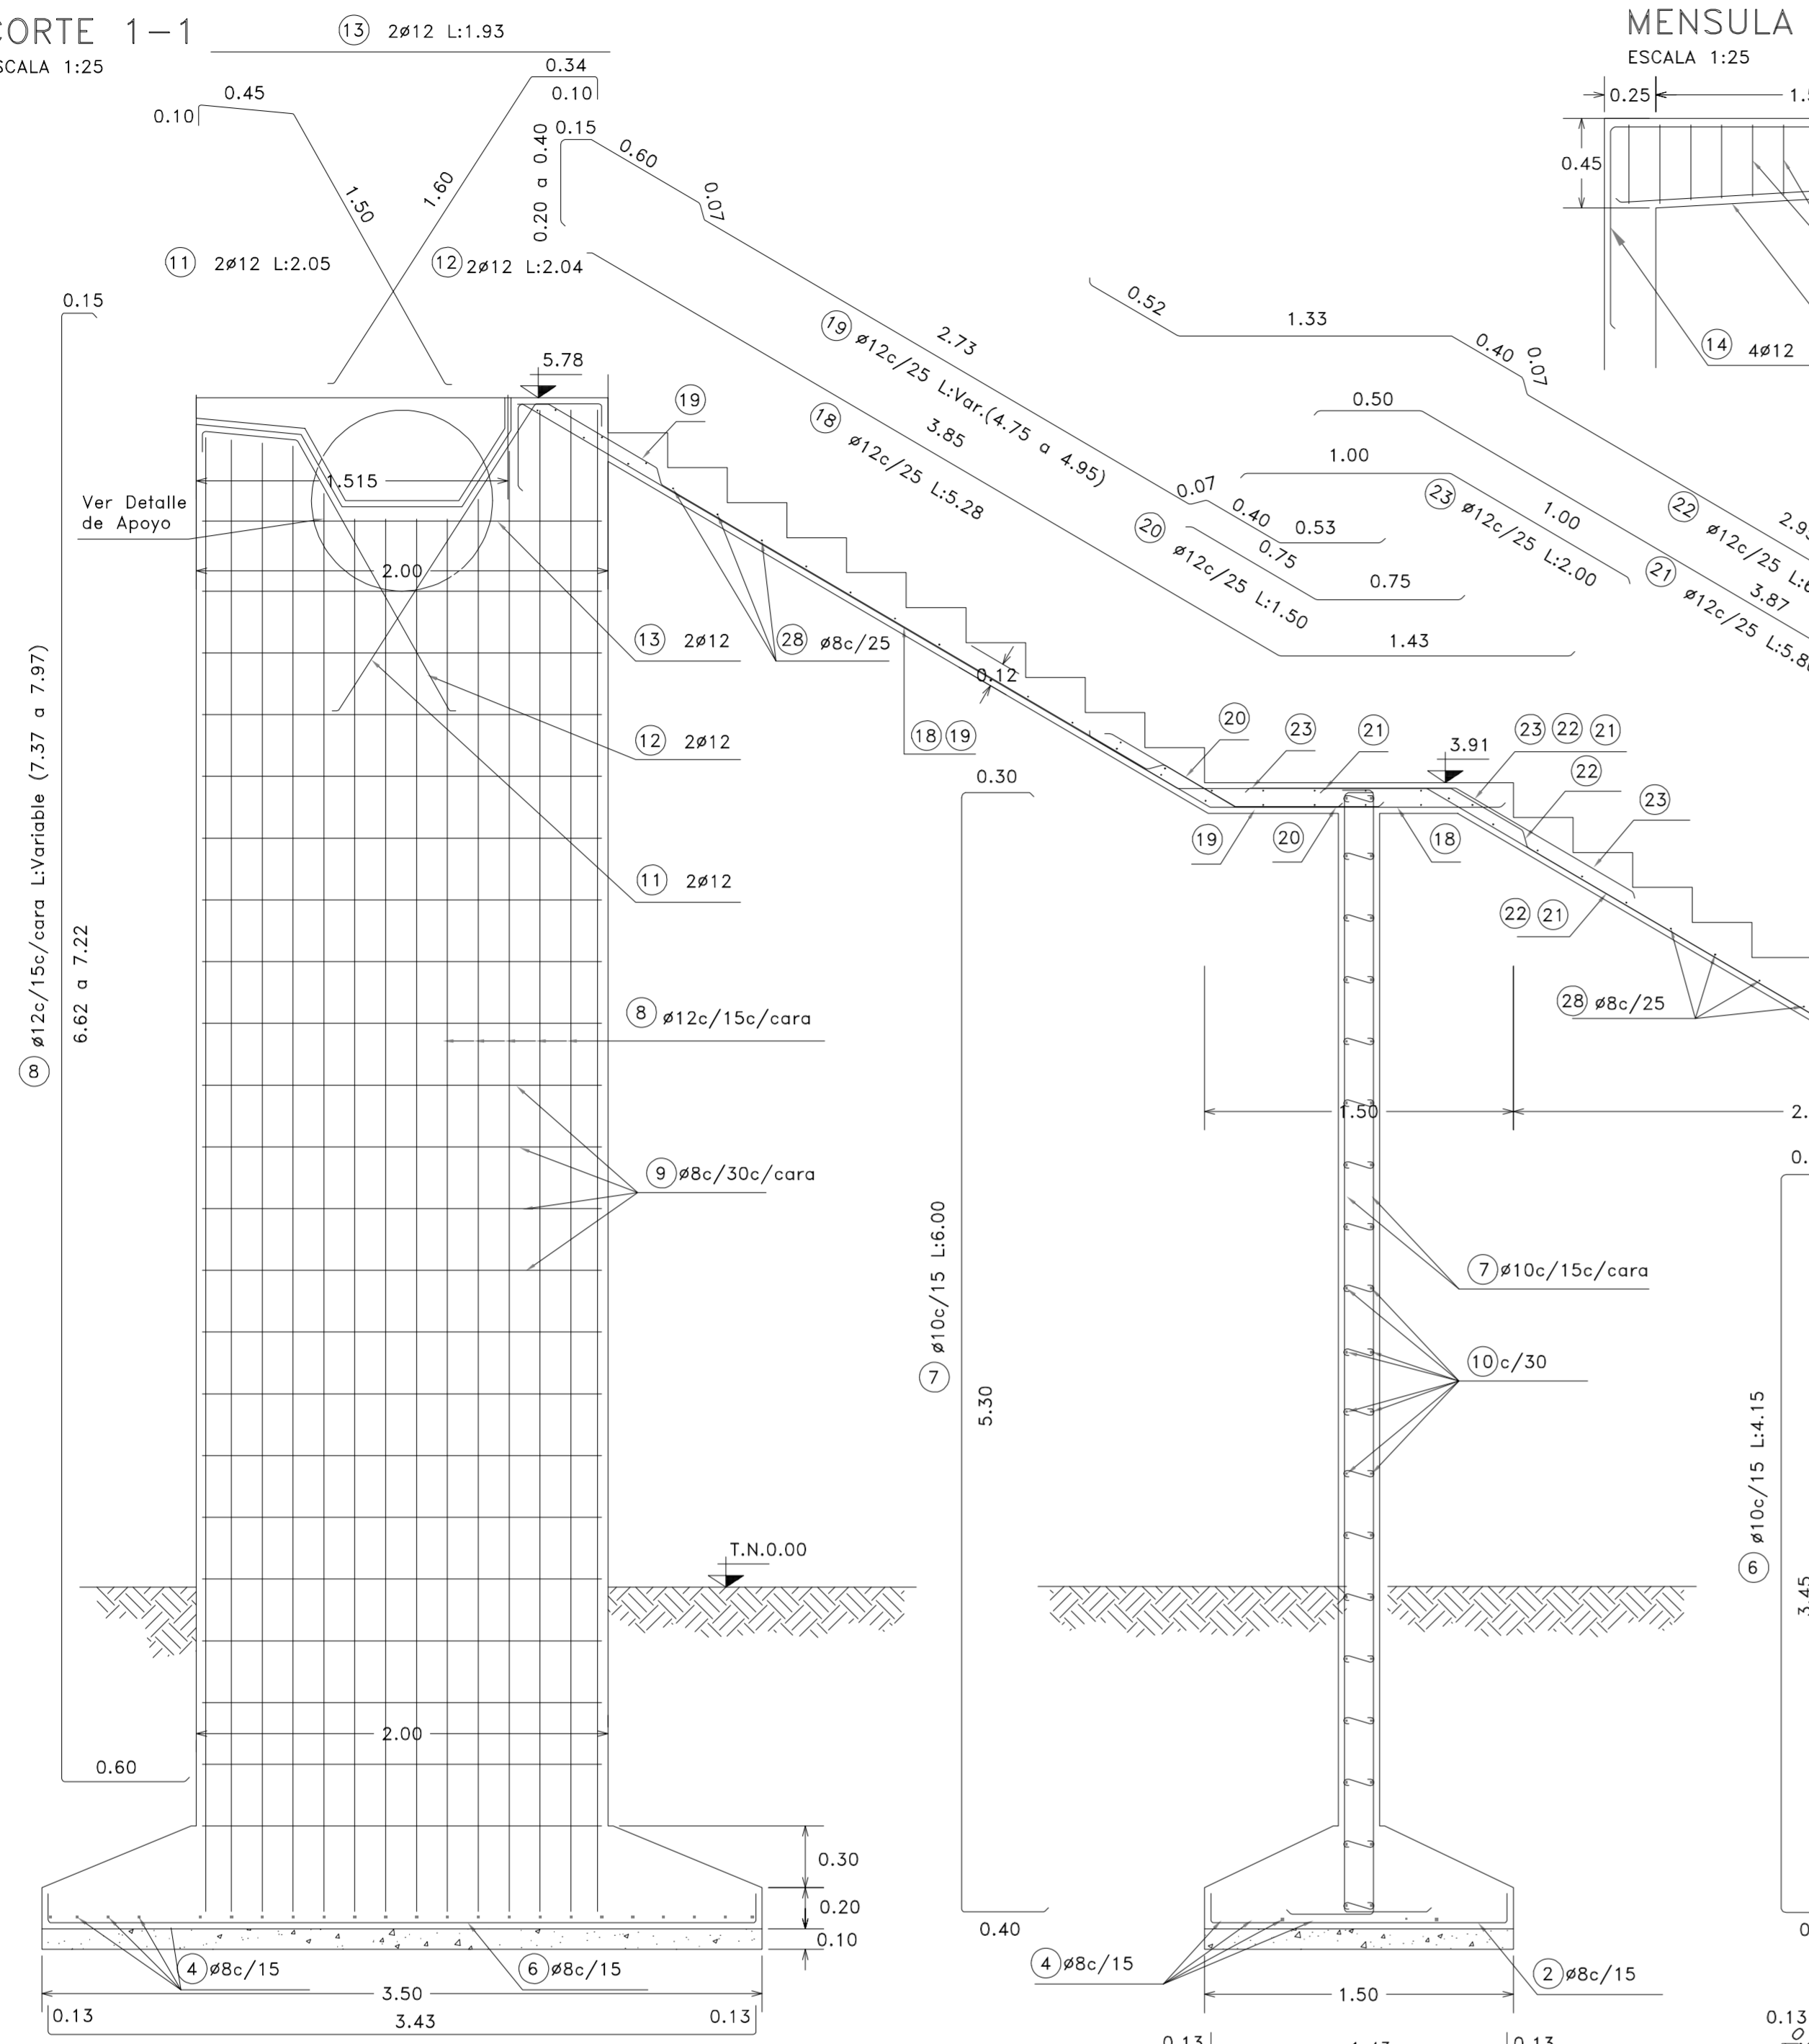 CORTE 1-1
ESCALA 1:25
13 2ø12 L:1.93
0.34
0.10
0.45
0.10
1.50
1.60
11 2ø12 L:2.05
12 2ø12 L:2.04
0.20 a 0.40
0.15
0.60
0.07
2.73
19 ø12c/25 L:Var.(4.75 a 4.95)
0.07
0.40
0.53
3.85
18 ø12c/25 L:5.28
1.43
0.75
0.75
20 ø12c/25 L:1.50
0.52
1.33
0.40
0.07
22 ø12c/25
0.50
1.00
1.00
23 ø12c/25 L:2.00
3.87
21 ø12c/25
MENSULA
ESCALA 1:25
0.25
0.45
14 4ø12
0.15
8 ø12c/15c/cara L:Variable (7.37 a 7.97)
6.62 a 7.22
0.60
5.78
19
Ver Detalle
de Apoyo
1.515
2.00
13 2ø12
28 ø8c/25
12 2ø12
18 19
11 2ø12
0.12
20
23
21
3.91
23 22 21
22
23
19
20
18
22 21
28 ø8c/25
8 ø12c/15c/cara
9 ø8c/30c/cara
0.30
7 ø10c/15 L:6.00
5.30
0.40
1.50
7 ø10c/15c/cara
10 c/30
6 ø10c/15 L:4.15
3.45
T.N.0.00
2.00
0.30
0.20
0.10
4 ø8c/15
6 ø8c/15
3.50
0.13
3.43
0.13
4 ø8c/15
2 ø8c/15
1.50
0.13
0.13
0.13